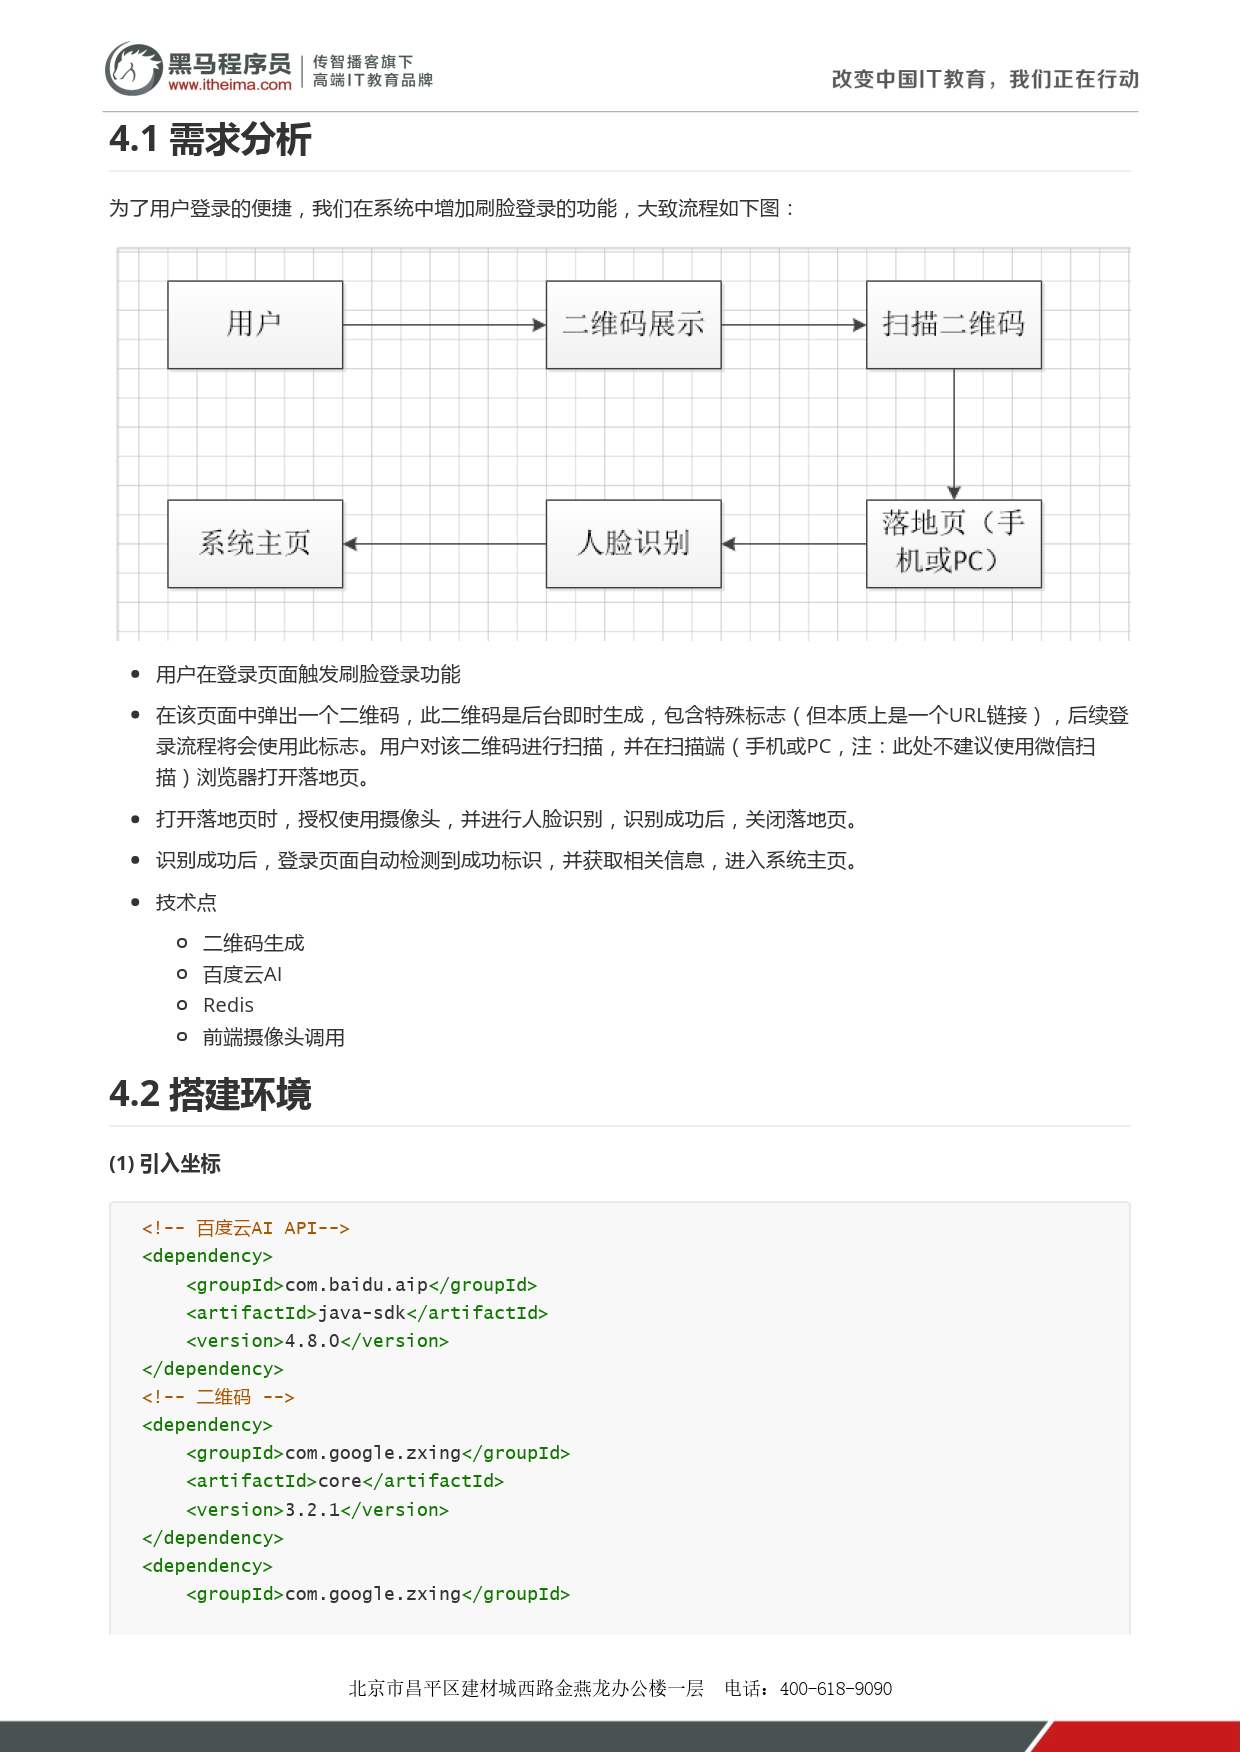 黑马程序员
www.itheima.com
传智播客旗下
高端IT教育品牌
改变中国IT教育，我们正在行动
4.1 需求分析
为了用户登录的便捷，我们在系统中增加刷脸登录的功能，大致流程如下图：
用户
二维码展示
扫描二维码
系统主页
人脸识别
落地页（手
机或PC）
用户在登录页面触发刷脸登录功能
在该页面中弹出一个二维码，此二维码是后台即时生成，包含特殊标志（但本质上是一个URL链接），后续登
录流程将会使用此标志。用户对该二维码进行扫描，并在扫描端（手机或PC，注：此处不建议使用微信扫
描）浏览器打开落地页。
打开落地页时，授权使用摄像头，并进行人脸识别，识别成功后，关闭落地页。
识别成功后，登录页面自动检测到成功标识，并获取相关信息，进入系统主页。
技术点
二维码生成
百度云AI
Redis
前端摄像头调用
4.2 搭建环境
(1) 引入坐标
<!-- 百度云AI API-->
<dependency>
    <groupId>com.baidu.aip</groupId>
    <artifactId>java-sdk</artifactId>
    <version>4.8.0</version>
</dependency>
<!-- 二维码 -->
<dependency>
    <groupId>com.google.zxing</groupId>
    <artifactId>core</artifactId>
    <version>3.2.1</version>
</dependency>
<dependency>
    <groupId>com.google.zxing</groupId>
北京市昌平区建材城西路金燕龙办公楼一层 电话：400-618-9090